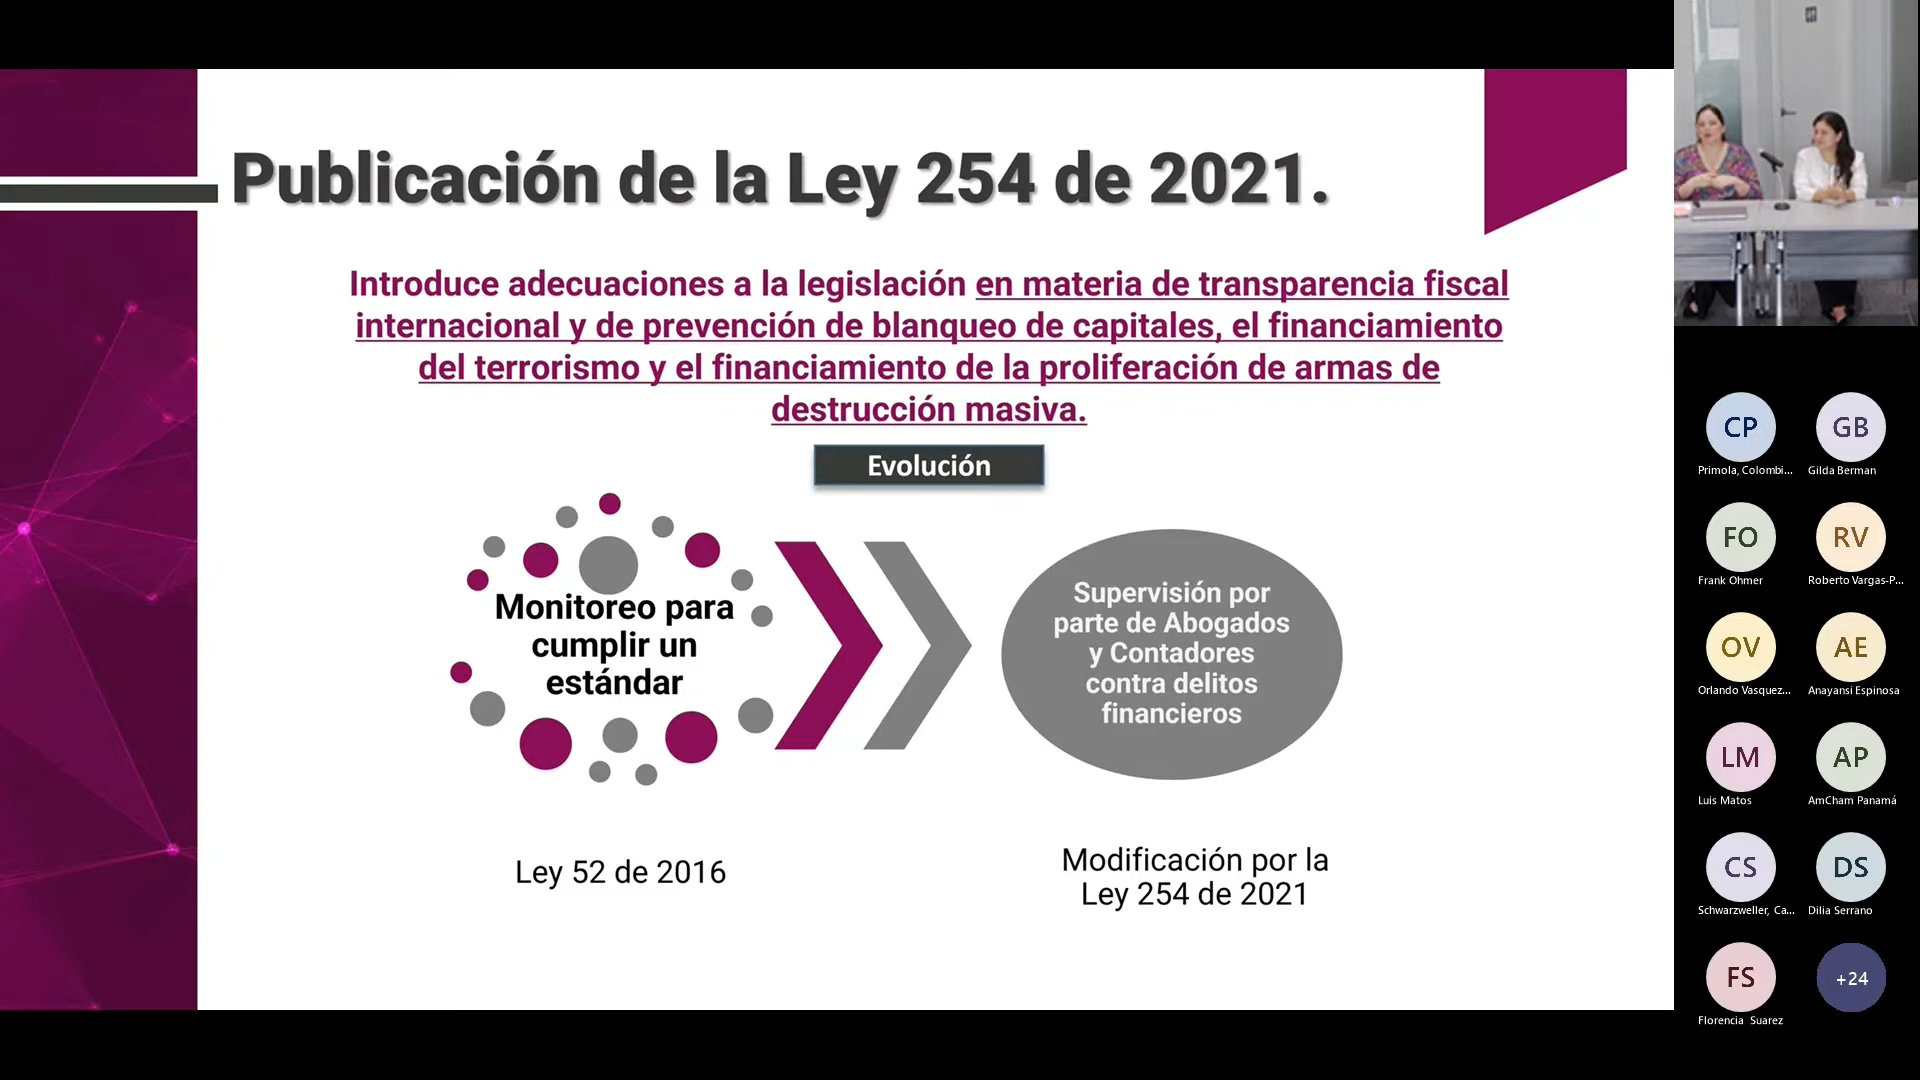 Publicación de la Ley 254 de 2021.
Introduce adecuaciones a la legislación en materia de transparencia fiscal
internacional y de prevención de blanqueo de capitales, el financiamiento
del terrorismo y el financiamiento de la proliferación de armas de
destrucción masiva.
Evolución
Monitoreo para
cumplir un
estándar
Supervisión por
parte de Abogados
y Contadores
contra delitos
financieros
Ley 52 de 2016
Modificación por la
Ley 254 de 2021
CP
Primola, Colombi...
GB
Gilda Berman
FO
Frank Ohmer
RV
Roberto Vargas-P...
OV
Orlando Vasquez...
AE
Anayansi Espinosa
LM
Luis Matos
AP
AmCham Panamá
CS
Schwarzweller, Ca...
DS
Dilia Serrano
FS
Florencia Suarez
+24